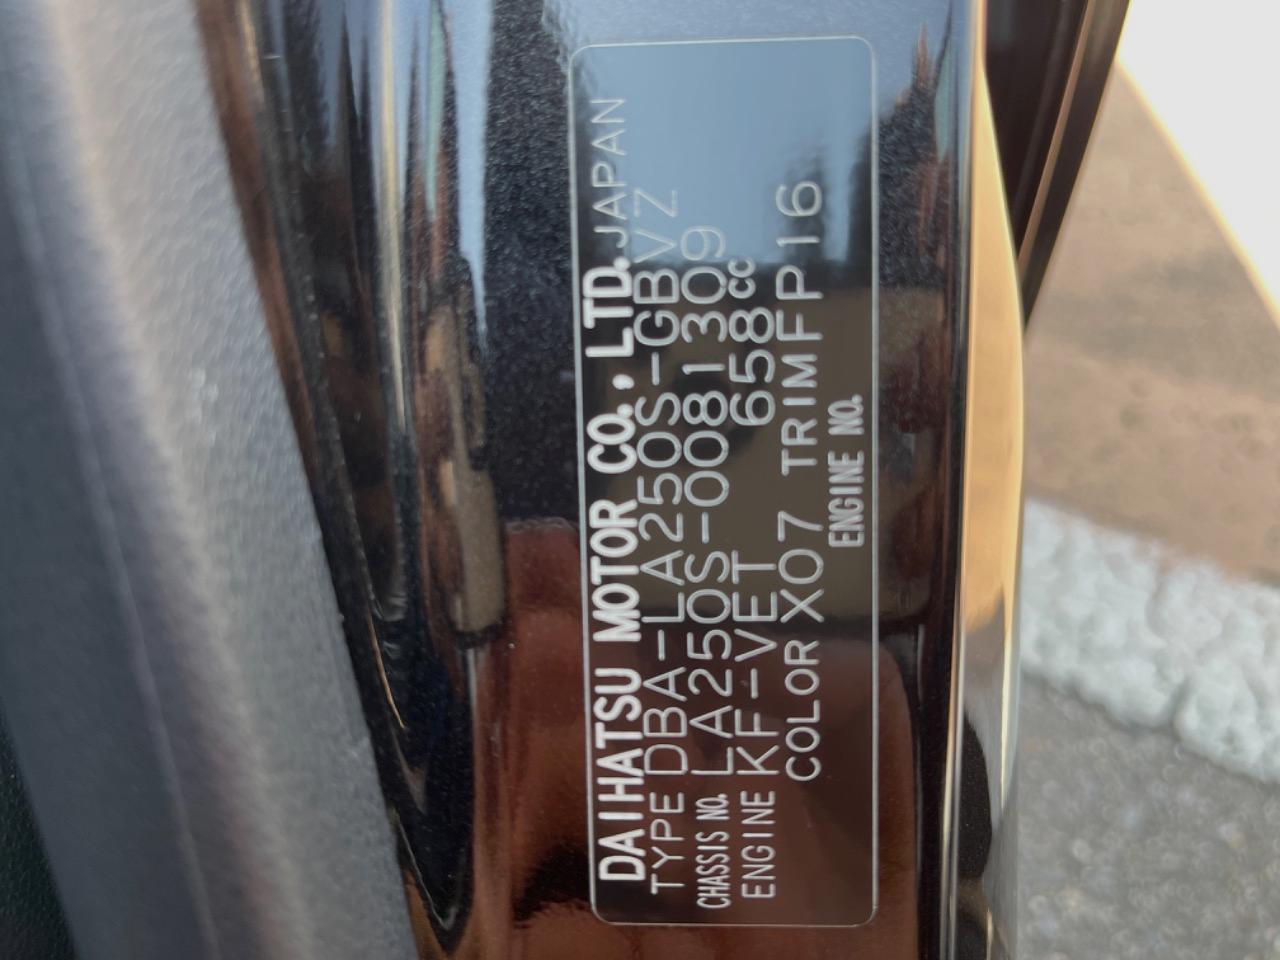 DAIHATSU MOTOR CO., LTD. JAPAN
TYPE DBA-LA250S-GBVZ
CHASSIS NO. LA250S-0081309
ENGINE KF-VET 658cc
COLOR X07 TRIM FP16
ENGINE NO.